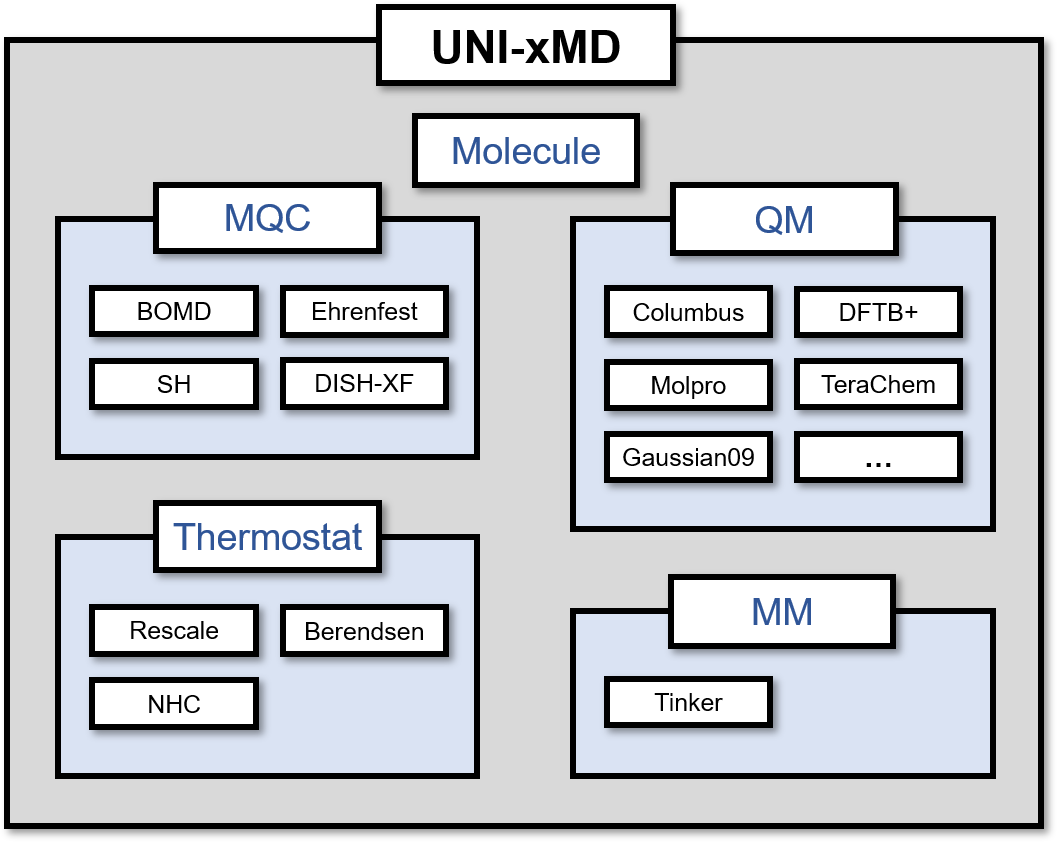 UNI-xMD
Molecule
MQC
BOMD
Ehrenfest
SH
DISH-XF
QM
Columbus
DFTB+
Molpro
TeraChem
Gaussian09
...
Thermostat
Rescale
Berendsen
NHC
MM
Tinker